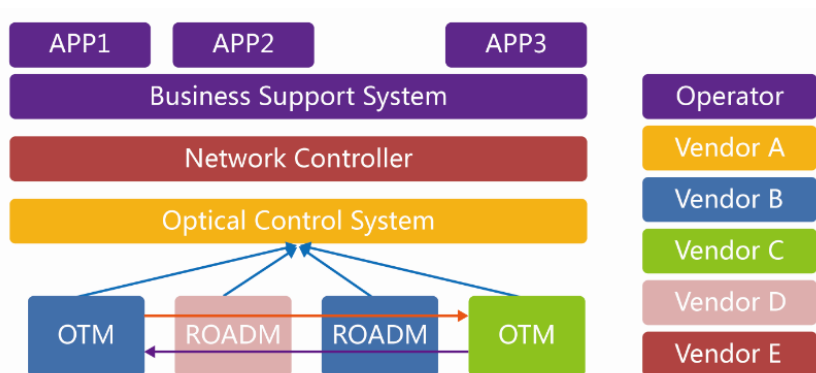 APP1
APP2
APP3
Business Support System
Network Controller
Optical Control System
OTM
ROADM
ROADM
OTM
Operator
Vendor A
Vendor B
Vendor C
Vendor D
Vendor E